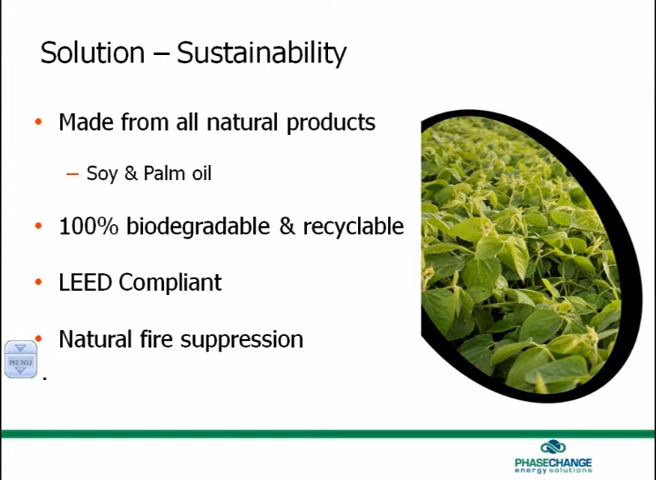 Solution – Sustainability
• Made from all natural products
– Soy & Palm oil
• 100% biodegradable & recyclable
• LEED Compliant
• Natural fire suppression
MENU
.
PHASECHANGE
energy solutions